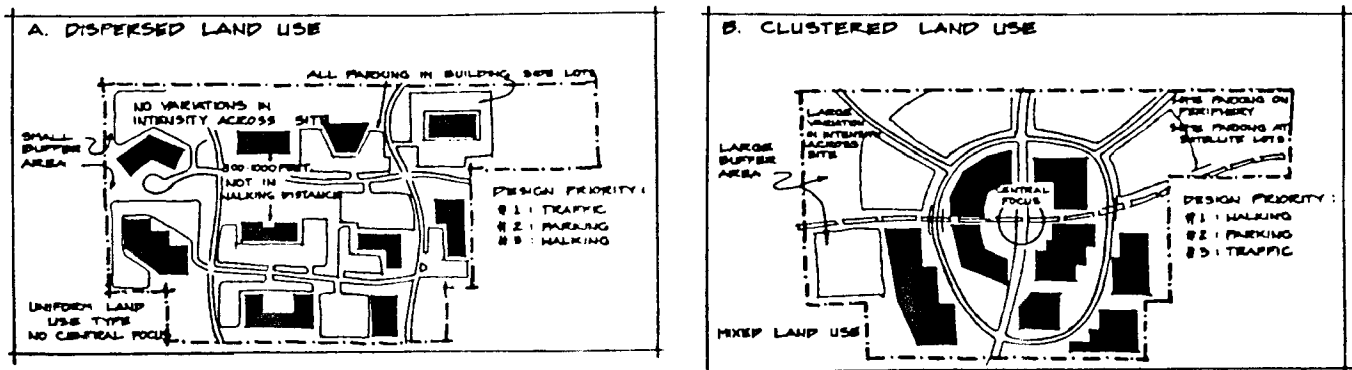 A. DISPERSED LAND USE
ALL PARKING IN BUILDING SIDE LOTS
NO VARIATIONS IN
INTENSITY ACROSS SITE
SMALL
BUFFER
AREA
-1000 FEET
NOT IN
WALKING DISTANCE
DESIGN PRIORITY:
#1: TRAFFIC
#2: PARKING
#3: WALKING
UNIFORM LAND
USE TYPE
NO CENTRAL FOCUS
B. CLUSTERED LAND USE
LARGE
VARIATION
IN INTENSITY
ACROSS
SITE
SOME PARKING ON
PERIPHERY
SOME PARKING AT
SATELLITE LOTS
LARGE
BUFFER
AREA
CENTRAL
FOCUS
DESIGN PRIORITY:
#1: WALKING
#2: PARKING
#3: TRAFFIC
MIXED LAND USE